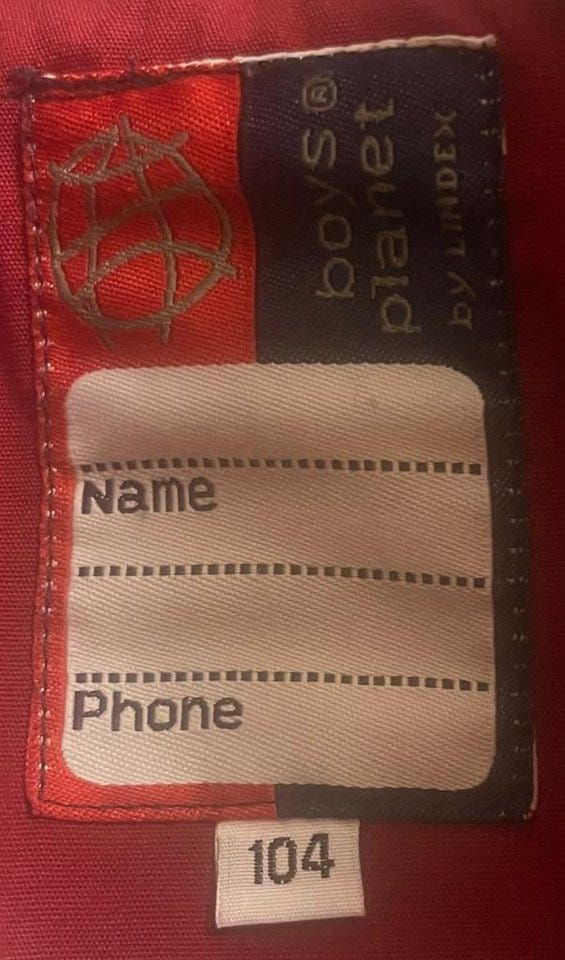 boys®
planet
by LINDEX
Name
Phone
104